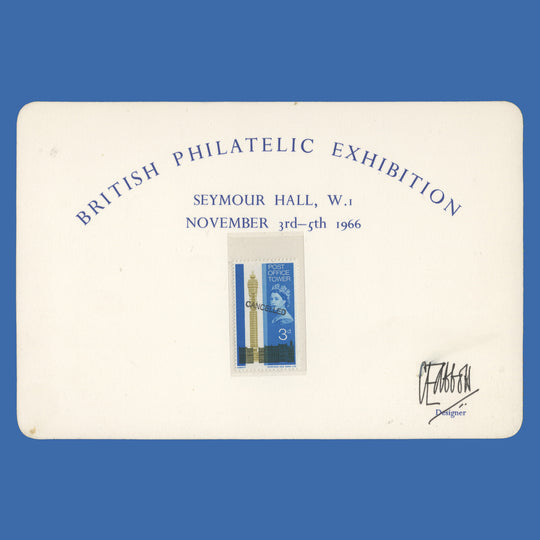 BRITISH PHILATELIC EXHIBITION
SEYMOUR HALL, W.1
NOVEMBER 3rd–5th 1966
POST
OFFICE
TOWER
CANCELLED
3d
Designer